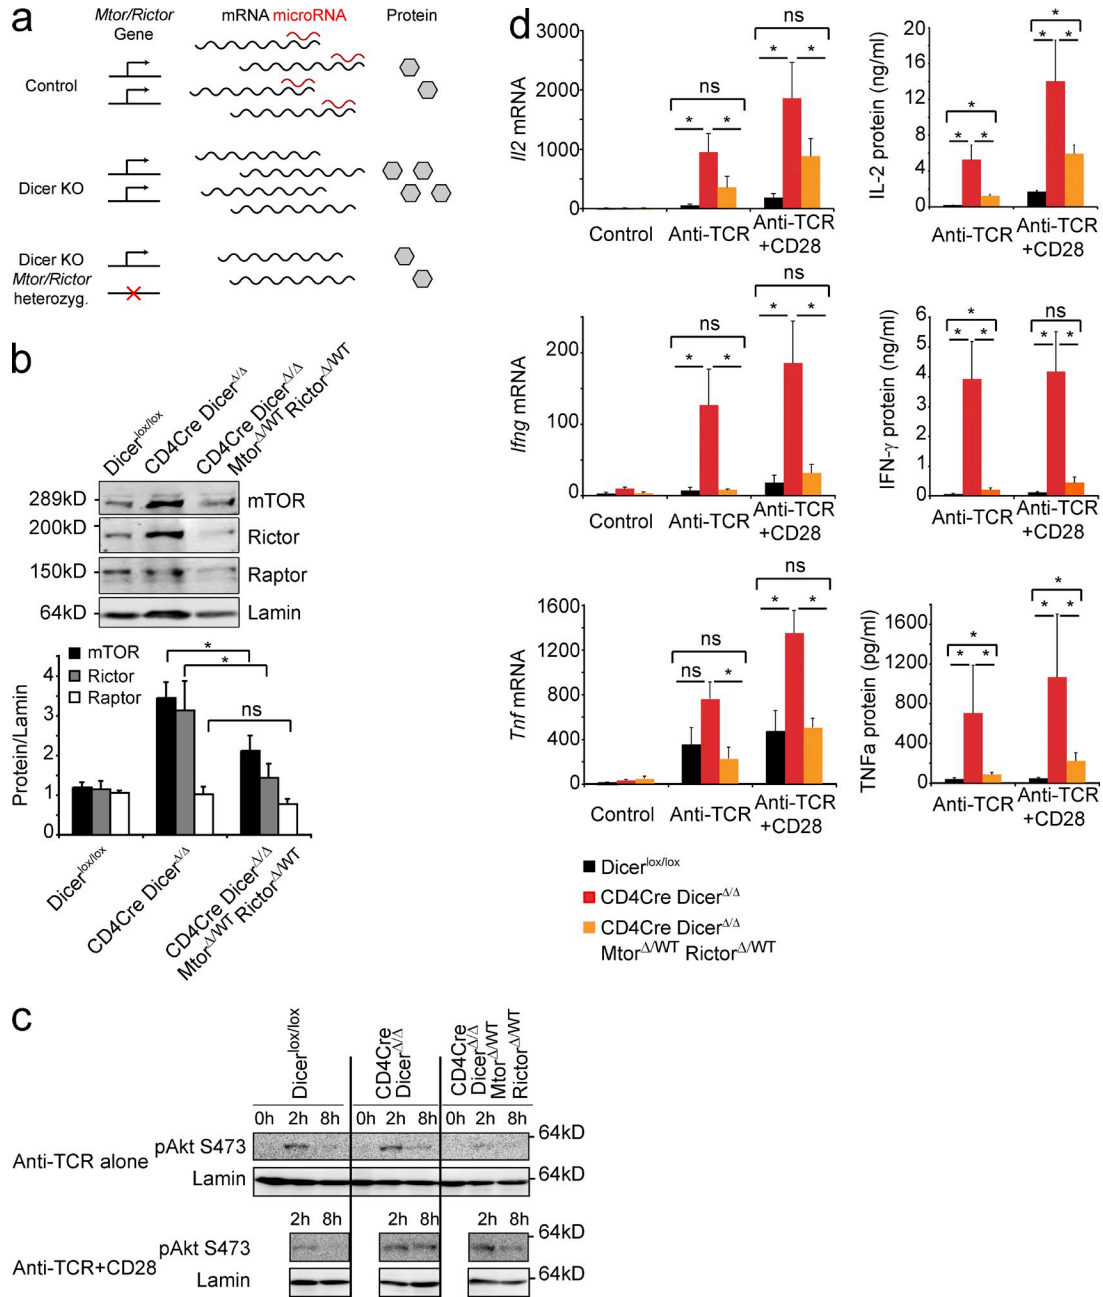 a
Mtor/Rictor
Gene
mRNA microRNA
Protein
Control
Dicer KO
Dicer KO
Mtor/Rictor
heterozyg.
b
Dicer^lox/lox
CD4Cre Dicer^Δ/Δ
CD4Cre Dicer^Δ/Δ
Mtor^Δ/WT Rictor^Δ/WT
289kD
mTOR
200kD
Rictor
150kD
Raptor
64kD
Lamin
Protein/Lamin
4
3
2
1
0
mTOR
Rictor
Raptor
*
*
ns
Dicer^lox/lox
CD4Cre Dicer^Δ/Δ
CD4Cre Dicer^Δ/Δ
Mtor^Δ/WT Rictor^Δ/WT
c
Dicer^lox/lox
CD4Cre
Dicer^Δ/Δ
CD4Cre
Dicer^Δ/Δ
Mtor^Δ/WT
Rictor^Δ/WT
0h 2h 8h 0h 2h 8h 0h 2h 8h
Anti-TCR alone
pAkt S473
64kD
Lamin
64kD
2h 8h 2h 8h 2h 8h
Anti-TCR+CD28
pAkt S473
64kD
Lamin
64kD
d
Il2 mRNA
3000
2000
1000
0
ns
* *
ns
* *
Control
Anti-TCR
Anti-TCR
+CD28
IL-2 protein (ng/ml)
20
16
12
8
4
0
*
* *
*
* *
Anti-TCR
Anti-TCR
+CD28
Ifng mRNA
200
100
0
ns
* *
ns
* *
Control
Anti-TCR
Anti-TCR
+CD28
IFN-γ protein (ng/ml)
6
5
4
3
2
1
0
*
* *
ns
* *
Anti-TCR
Anti-TCR
+CD28
Tnf mRNA
1600
1200
800
400
0
ns
ns *
ns
* *
Control
Anti-TCR
Anti-TCR
+CD28
TNFa protein (pg/ml)
1600
1200
800
400
0
*
* *
*
* *
Anti-TCR
Anti-TCR
+CD28
Dicer^lox/lox
CD4Cre Dicer^Δ/Δ
CD4Cre Dicer^Δ/Δ
Mtor^Δ/WT Rictor^Δ/WT